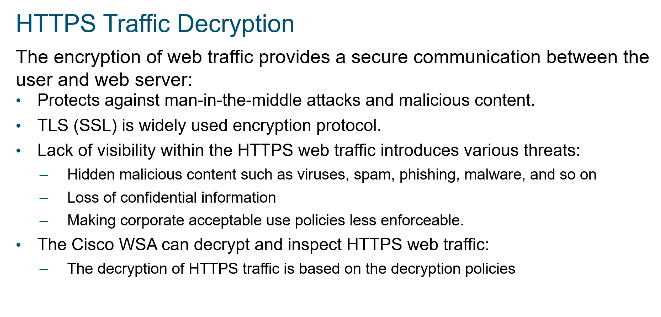 HTTPS Traffic Decryption
The encryption of web traffic provides a secure communication between the
user and web server:
• Protects against man-in-the-middle attacks and malicious content.
• TLS (SSL) is widely used encryption protocol.
• Lack of visibility within the HTTPS web traffic introduces various threats:
– Hidden malicious content such as viruses, spam, phishing, malware, and so on
– Loss of confidential information
– Making corporate acceptable use policies less enforceable.
• The Cisco WSA can decrypt and inspect HTTPS web traffic:
– The decryption of HTTPS traffic is based on the decryption policies